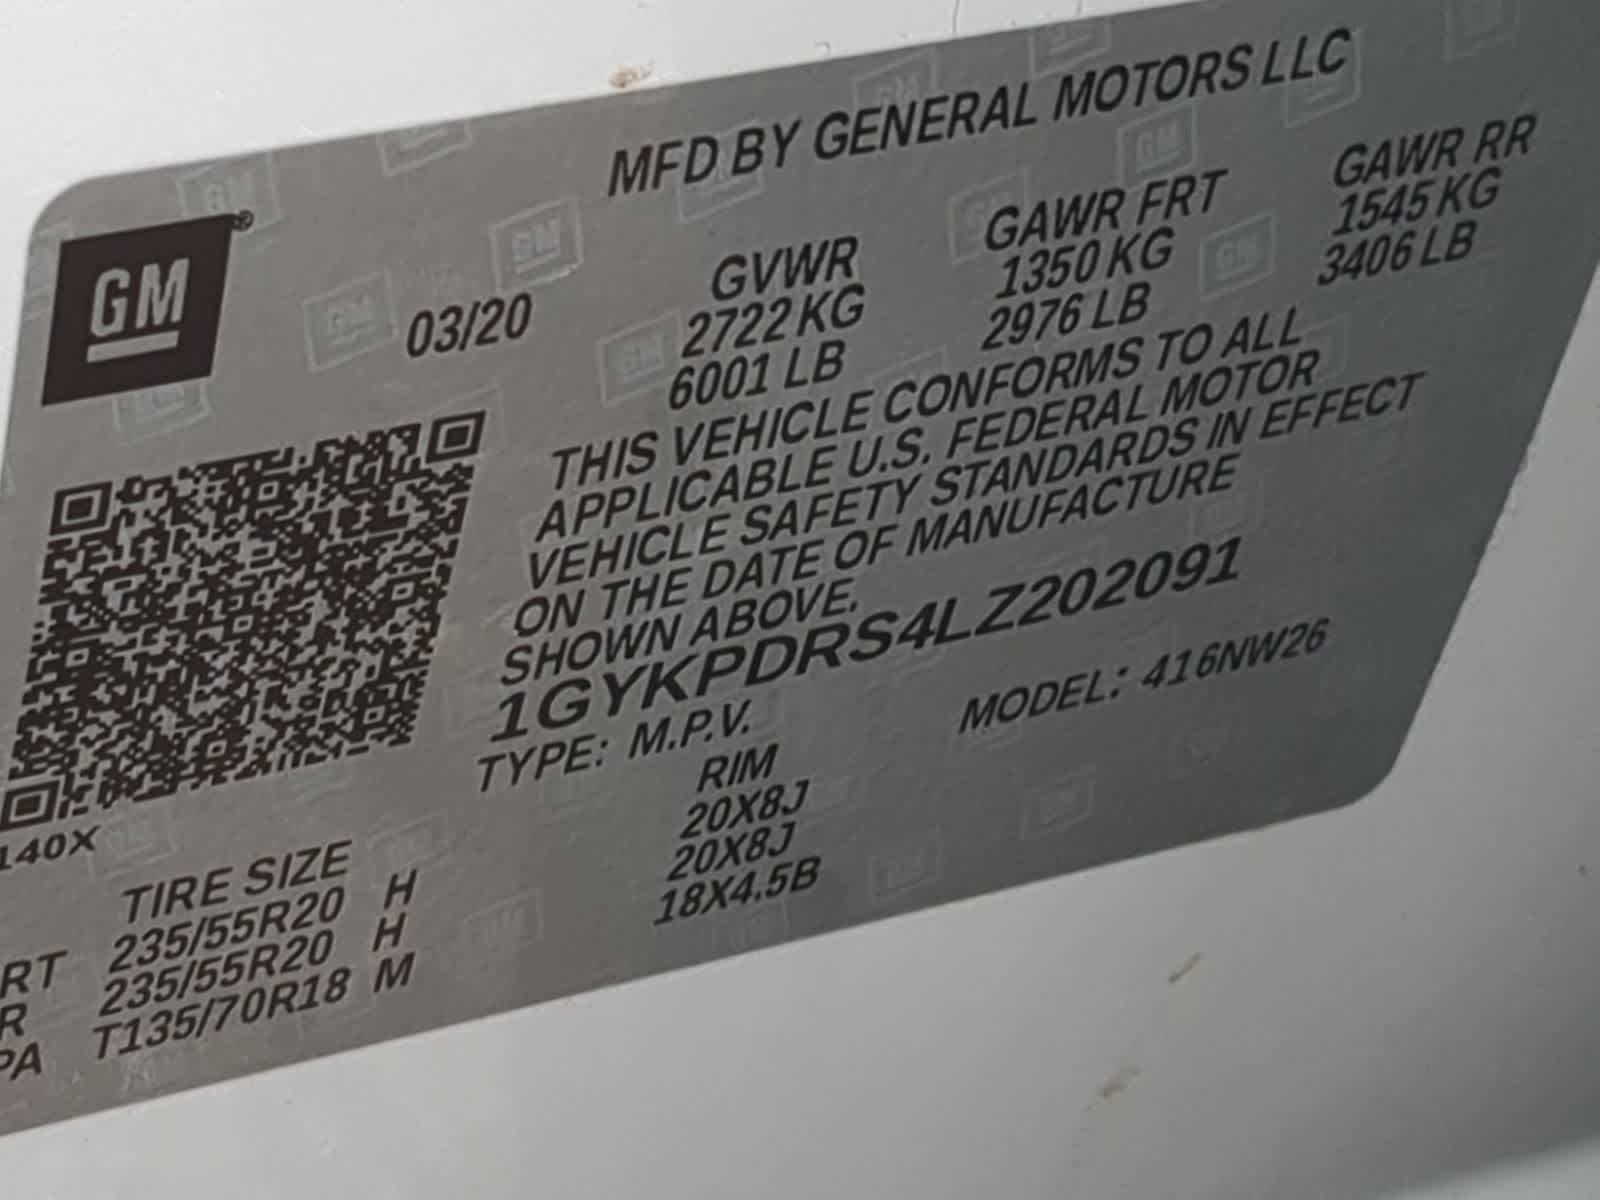 MFD BY GENERAL MOTORS LLC
GM®
03/20
GVWR
2722 KG
6001 LB
GAWR FRT
1350 KG
2976 LB
GAWR RR
1545 KG
3406 LB
THIS VEHICLE CONFORMS TO ALL
APPLICABLE U.S. FEDERAL MOTOR
VEHICLE SAFETY STANDARDS IN EFFECT
ON THE DATE OF MANUFACTURE
SHOWN ABOVE.
1GYKPDRS4LZ202091
TYPE: M.P.V.
MODEL: 416NW26
140X
TIRE SIZE RIM
RT 235/55R20 H 20X8J
R 235/55R20 H 20X8J
PA T135/70R18 M 18X4.5B